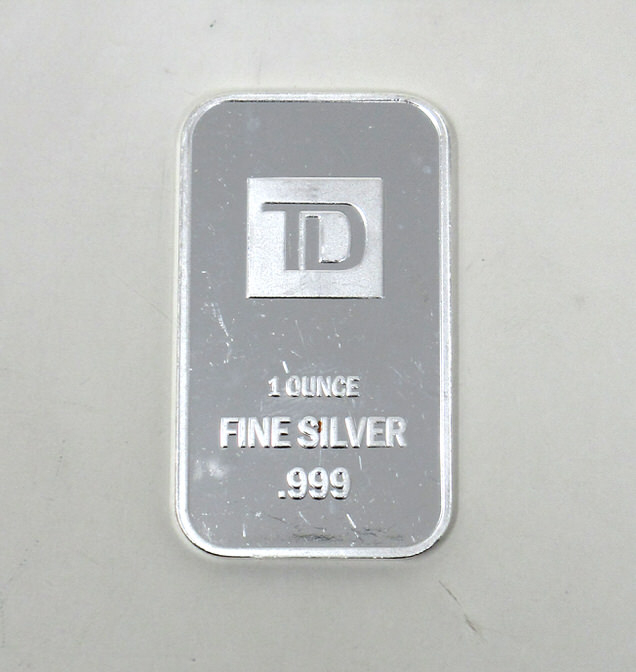 TD
1 OUNCE
FINE SILVER
.999